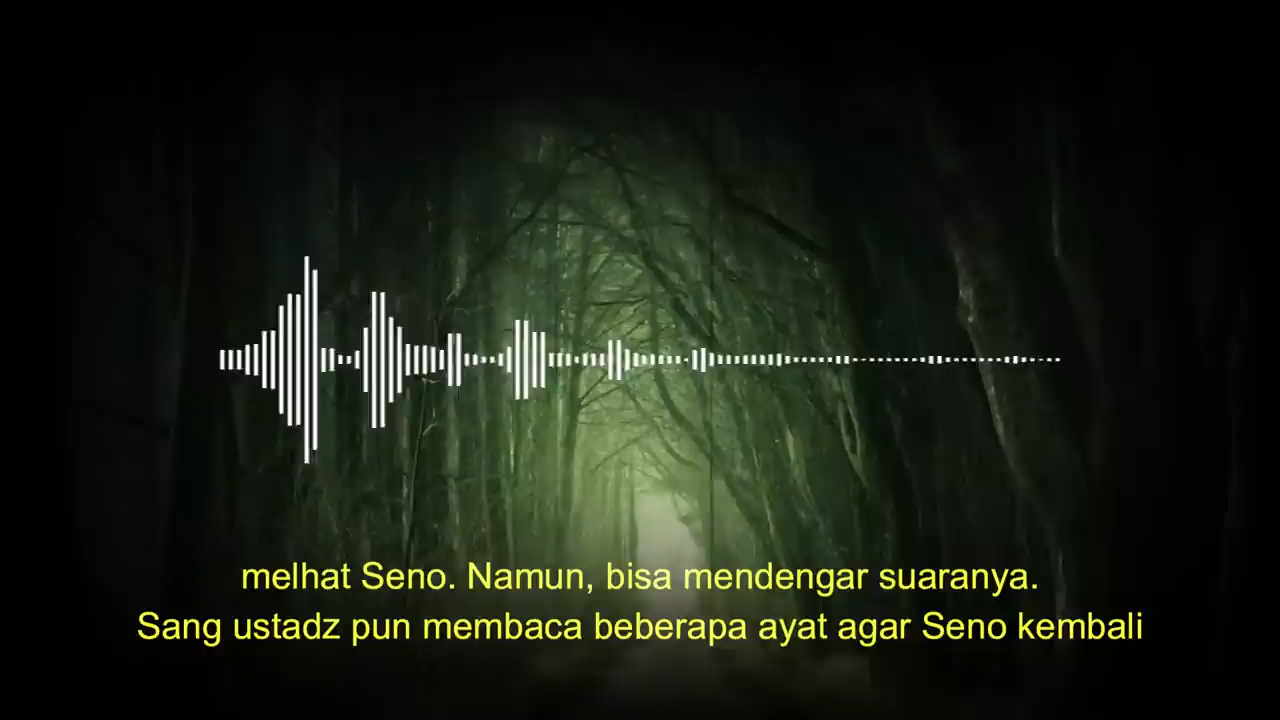 melhat Seno. Namun, bisa mendengar suaranya.
Sang ustadz pun membaca beberapa ayat agar Seno kembali